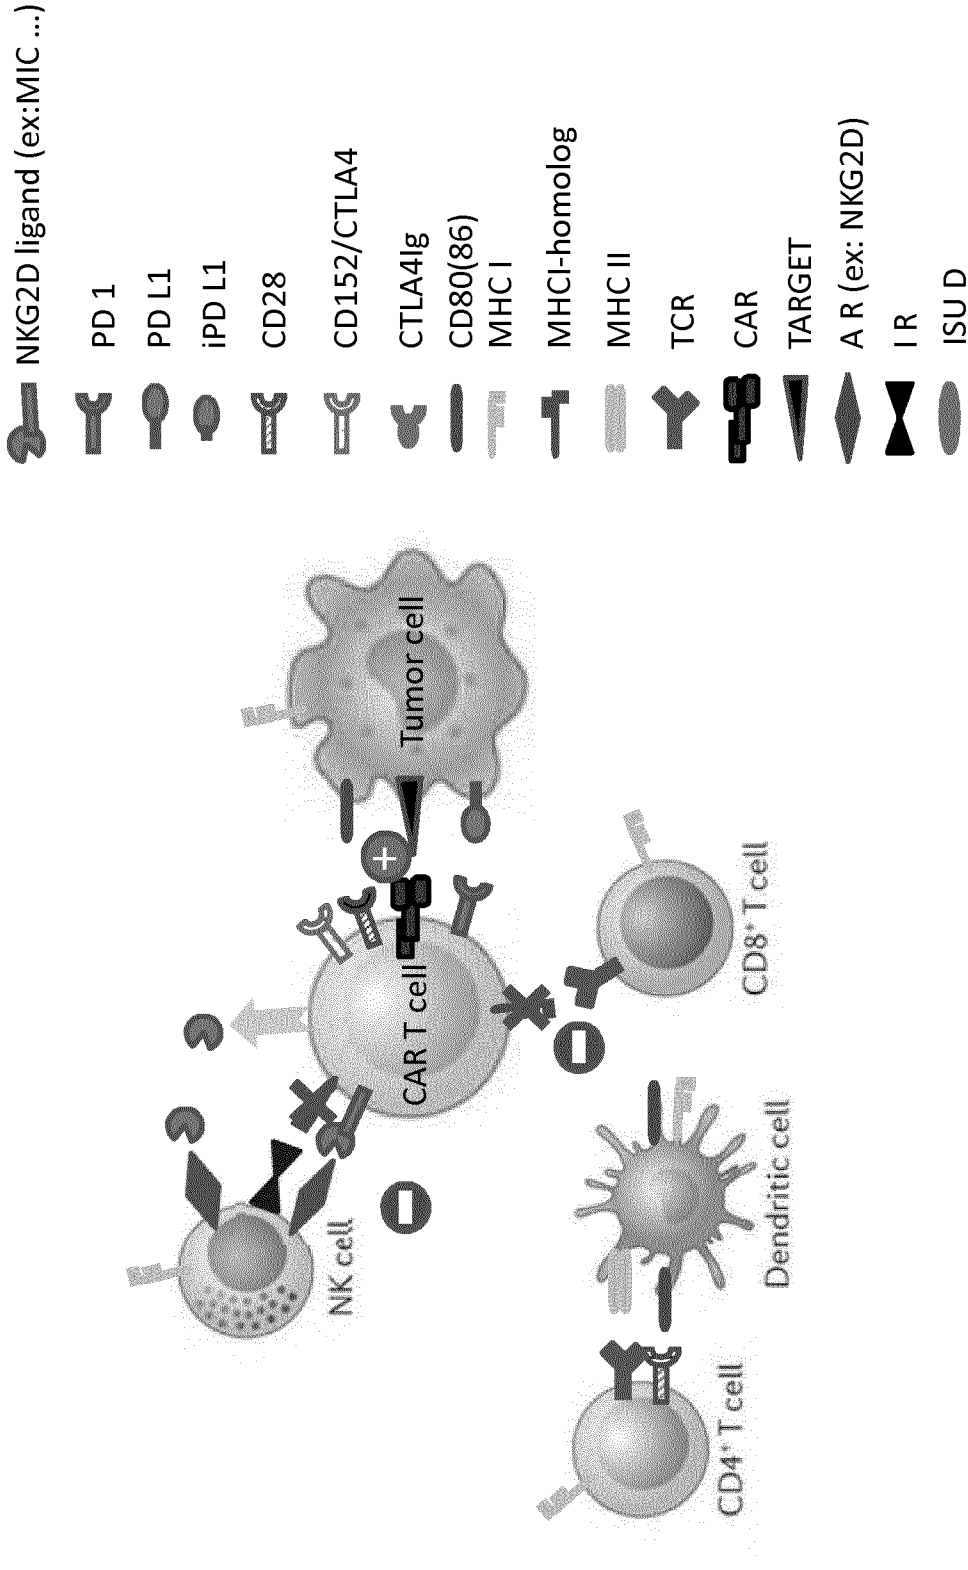 NKG2D ligand (ex:MIC ...)
PD 1
PD L1
iPD L1
CD28
CD152/CTLA4
CTLA4Ig
CD80(86)
MHC I
MHCI-homolog
MHC II
TCR
CAR
TARGET
A R (ex: NKG2D)
I R
ISU D
NK cell
+
CAR T cell
Tumor cell
CD4+ T cell
Dendritic cell
CD8+ T cell